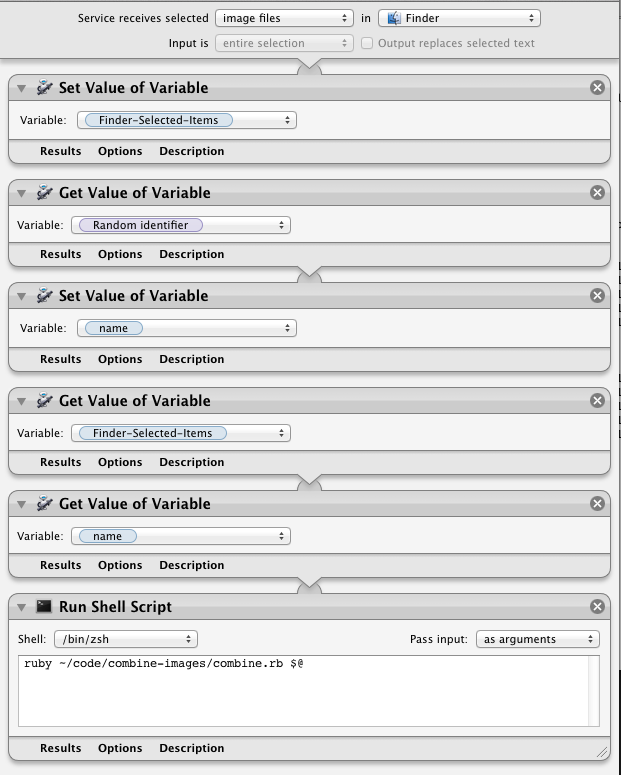 Service receives selected image files in Finder
Input is entire selection Output replaces selected text
Set Value of Variable
Variable: Finder-Selected-Items
Results Options Description
Get Value of Variable
Variable: Random identifier
Results Options Description
Set Value of Variable
Variable: name
Results Options Description
Get Value of Variable
Variable: Finder-Selected-Items
Results Options Description
Get Value of Variable
Variable: name
Results Options Description
Run Shell Script
Shell: /bin/zsh Pass input: as arguments
ruby ~/code/combine-images/combine.rb $@
Results Options Description